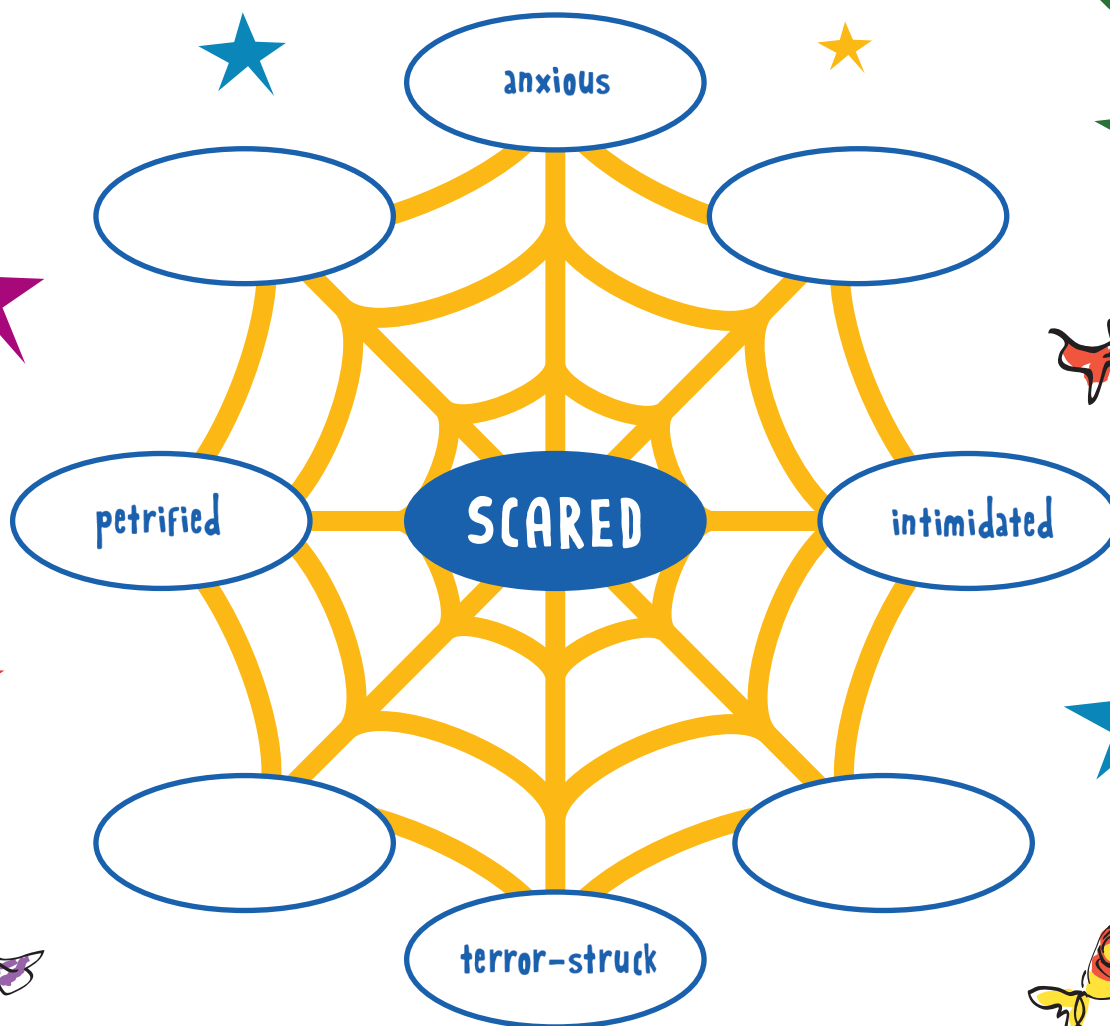 anxious
petrified
SCARED
intimidated
terror-struck